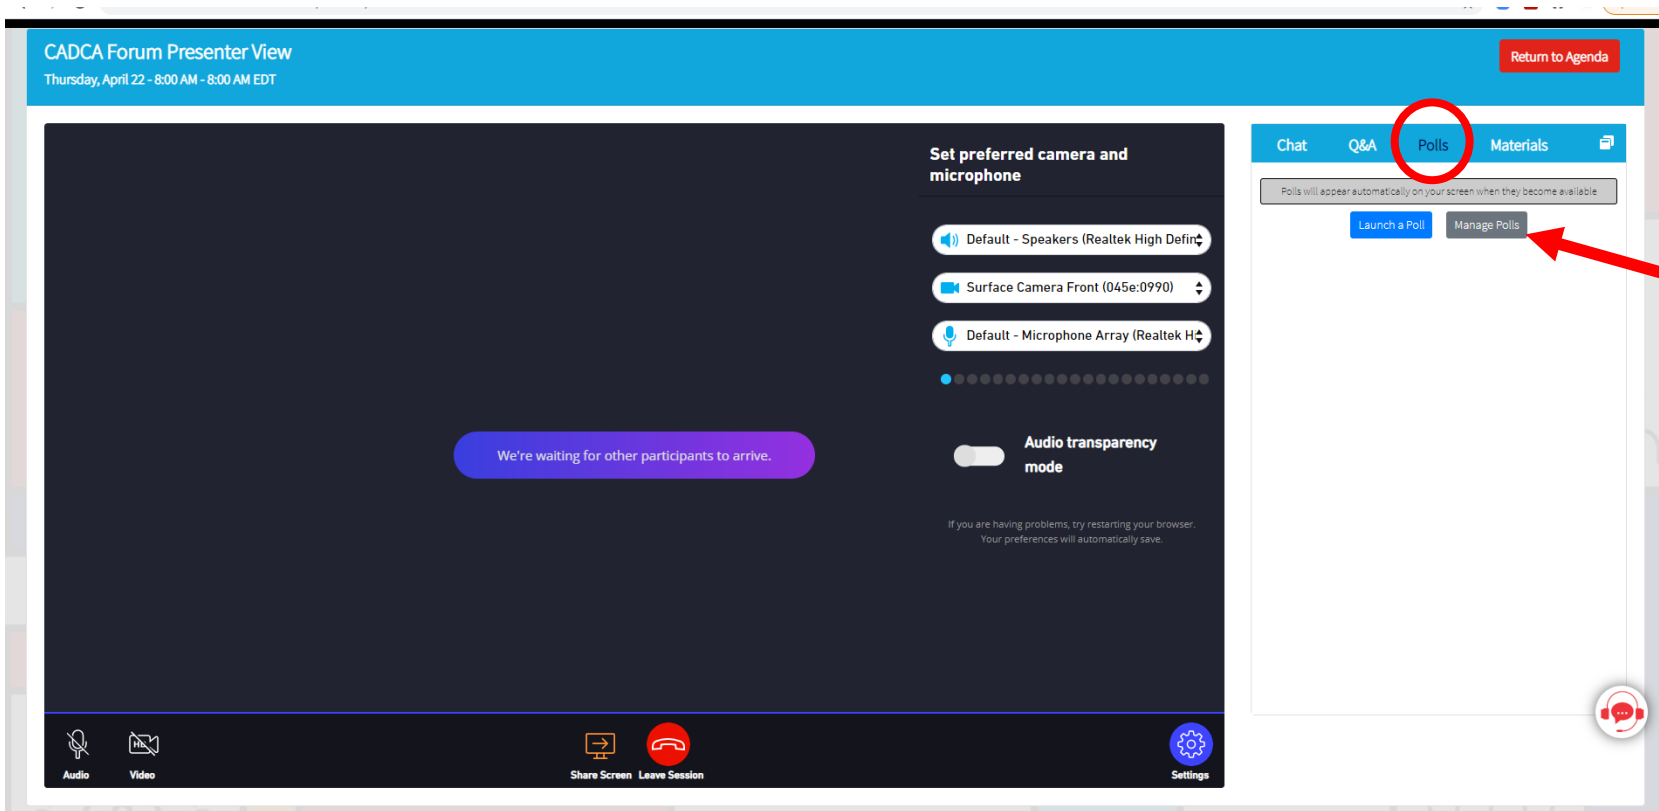 CADCA Forum Presenter View
Thursday, April 22 - 8:00 AM - 8:00 AM EDT
Return to Agenda
Set preferred camera and
microphone
Default - Speakers (Realtek High Defin
Surface Camera Front (045e:0990)
Default - Microphone Array (Realtek Hi
Audio transparency
mode
If you are having problems, try restarting your browser.
Your preferences will automatically save.
We're waiting for other participants to arrive.
Audio
HD
Video
Share Screen
Leave Session
Settings
Chat
Q&A
Polls
Materials
Polls will appear automatically on your screen when they become available
Launch a Poll
Manage Polls